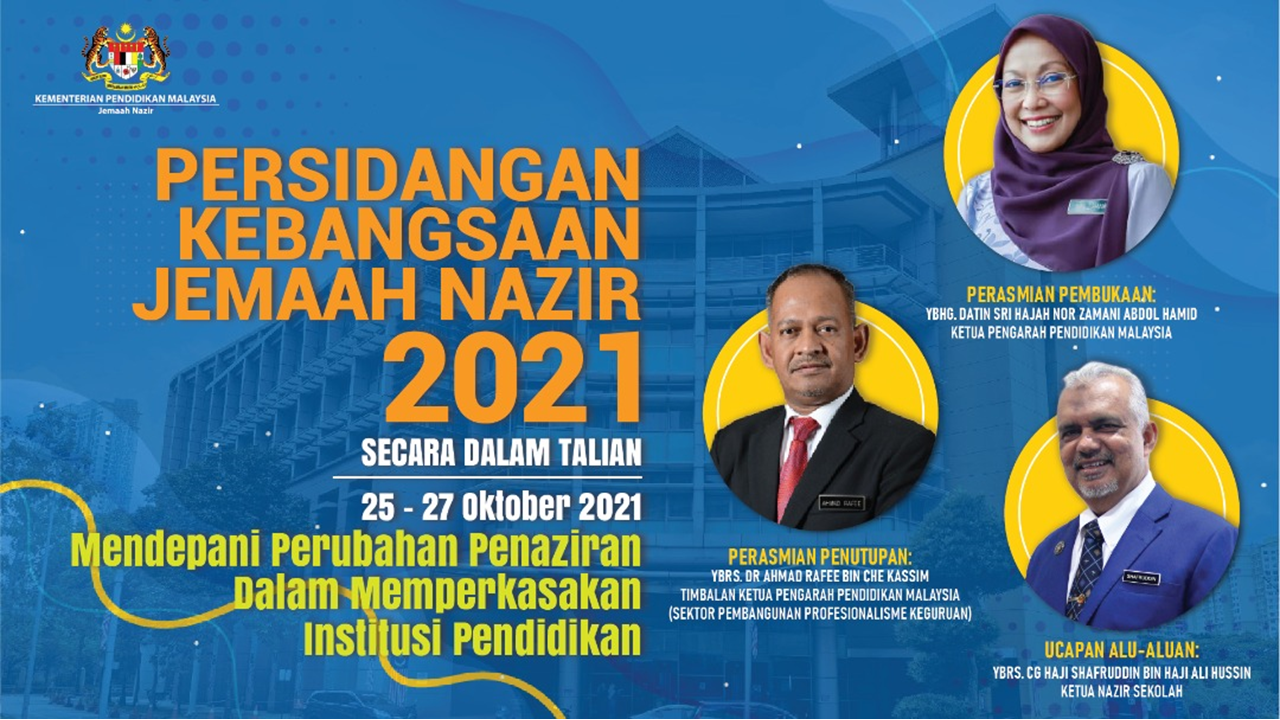 KEMENTERIAN PENDIDIKAN MALAYSIA
Jemaah Nazir
PERSIDANGAN
KEBANGSAAN
JEMAAH NAZIR
2021
SECARA DALAM TALIAN
25 - 27 Oktober 2021
Mendepani Perubahan Penaziran
Dalam Memperkasakan
Institusi Pendidikan
PERASMIAN PEMBUKAAN:
YBHG. DATIN SRI HAJAH NOR ZAMANI ABDOL HAMID
KETUA PENGARAH PENDIDIKAN MALAYSIA
AHMAD RAFEE
PERASMIAN PENUTUPAN:
YBRS. DR AHMAD RAFEE BIN CHE KASSIM
TIMBALAN KETUA PENGARAH PENDIDIKAN MALAYSIA
(SEKTOR PEMBANGUNAN PROFESIONALISME KEGURUAN)
SHAFRUDDIN
UCAPAN ALU-ALUAN:
YBRS. CG HAJI SHAFRUDDIN BIN HAJI ALI HUSSIN
KETUA NAZIR SEKOLAH